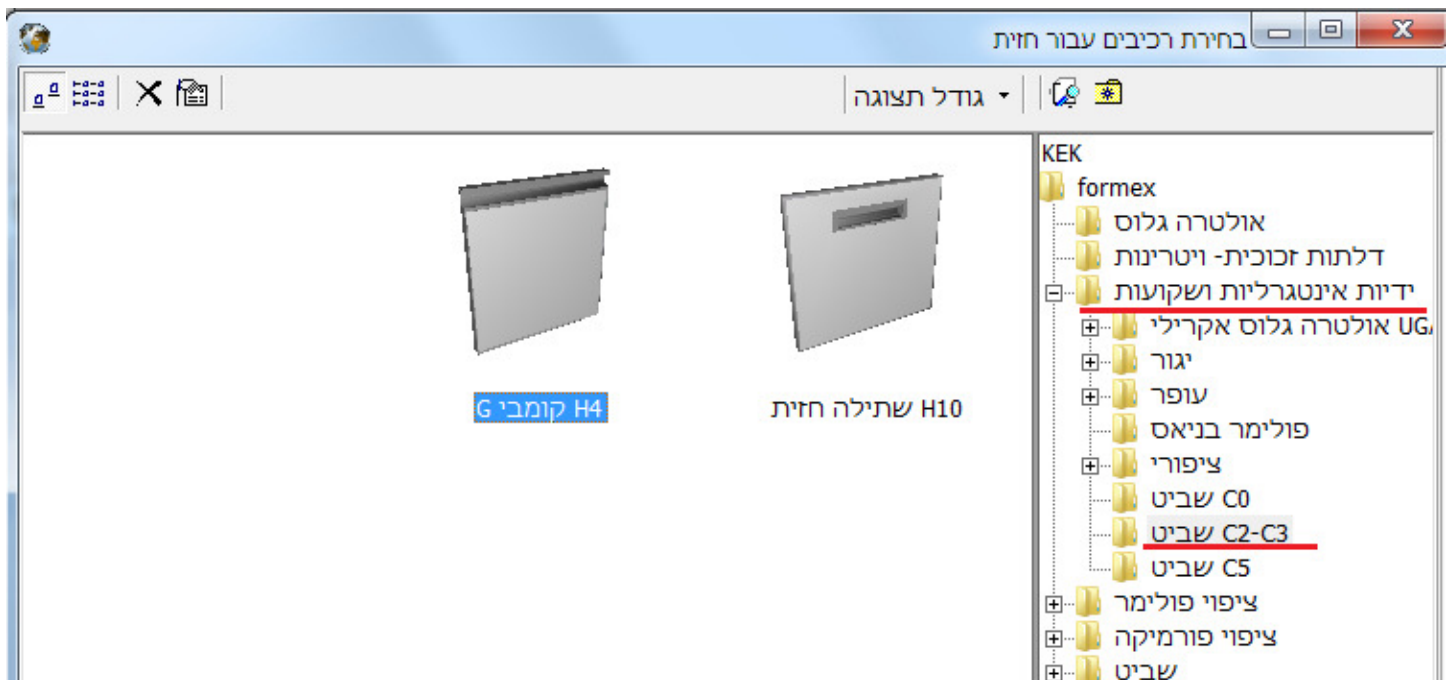 בחירת רכיבים עבור חזית
גודל תצוגה
KEK
formex
אולטרה גלוס
דלתות זכוכית- ויטרינות
ידיות אינטגרליות ושקועות
UGA אולטרה גלוס אקרילי
יגור
עופר
פולימר בניאס
ציפורי
C0 שביט
C2-C3 שביט
C5 שביט
ציפוי פולימר
ציפוי פורמיקה
שביט
H10 שתילה חזית
H4 קומבי G